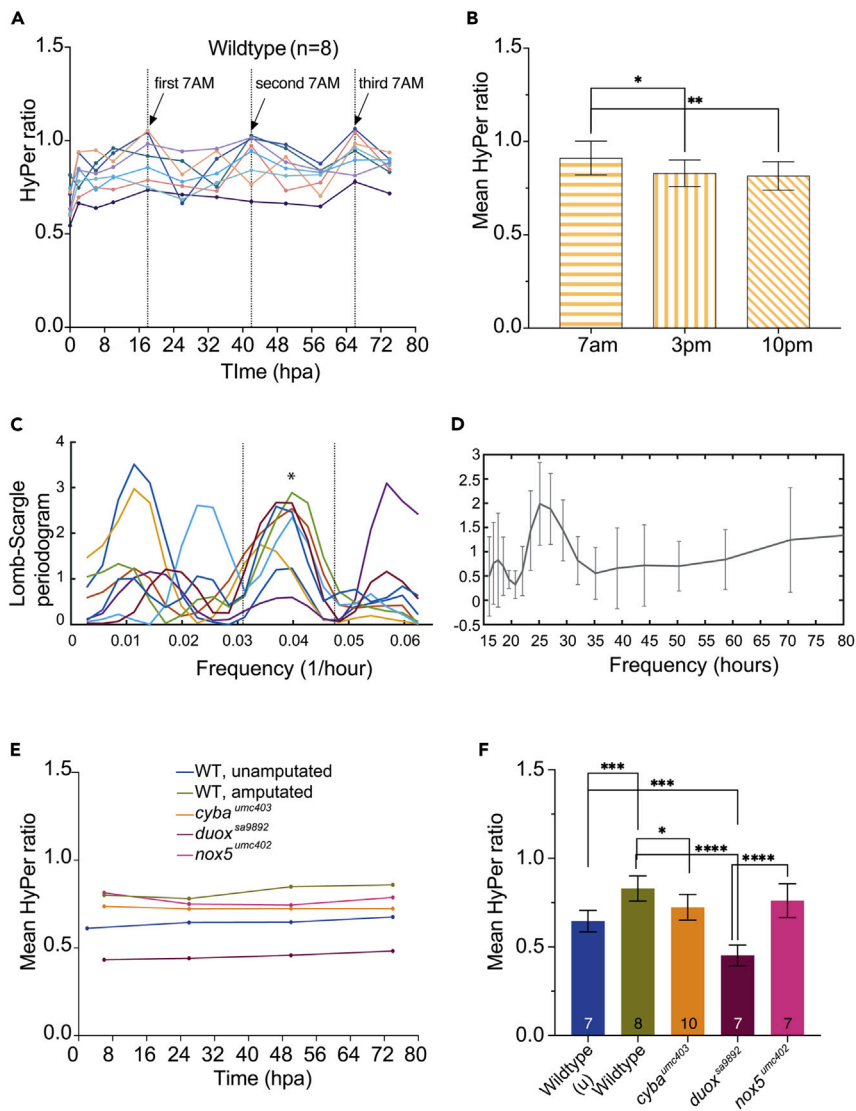 A
Wildtype (n=8)
first 7AM
second 7AM
third 7AM
HyPer ratio
1.5
1.0
0.5
0.0
0 8 16 24 32 40 48 56 64 72 80
TIme (hpa)
B
*
**
Mean HyPer ratio
1.5
1.0
0.5
0.0
7am 3pm 10pm
C
*
Lomb-Scargle
periodogram
4
3
2
1
0
0 0.01 0.02 0.03 0.04 0.05 0.06
Frequency (1/hour)
D
3
2.5
2
1.5
1
0.5
0
-0.5
15 20 25 30 35 40 45 50 55 60 65 70 75 80
Frequency (hours)
E
WT, unamputated
WT, amputated
cyba umc403
duox sa9892
nox5 umc402
Mean HyPer ratio
1.5
1.0
0.5
0.0
0 8 16 24 32 40 48 56 64 72 80
Time (hpa)
F
***
***
*
****
****
Mean HyPer ratio
1.5
1.0
0.5
0.0
7 8 10 7 7
Wildtype
(u)
Wildtype
cyba umc403
duox sa9892
nox5 umc402